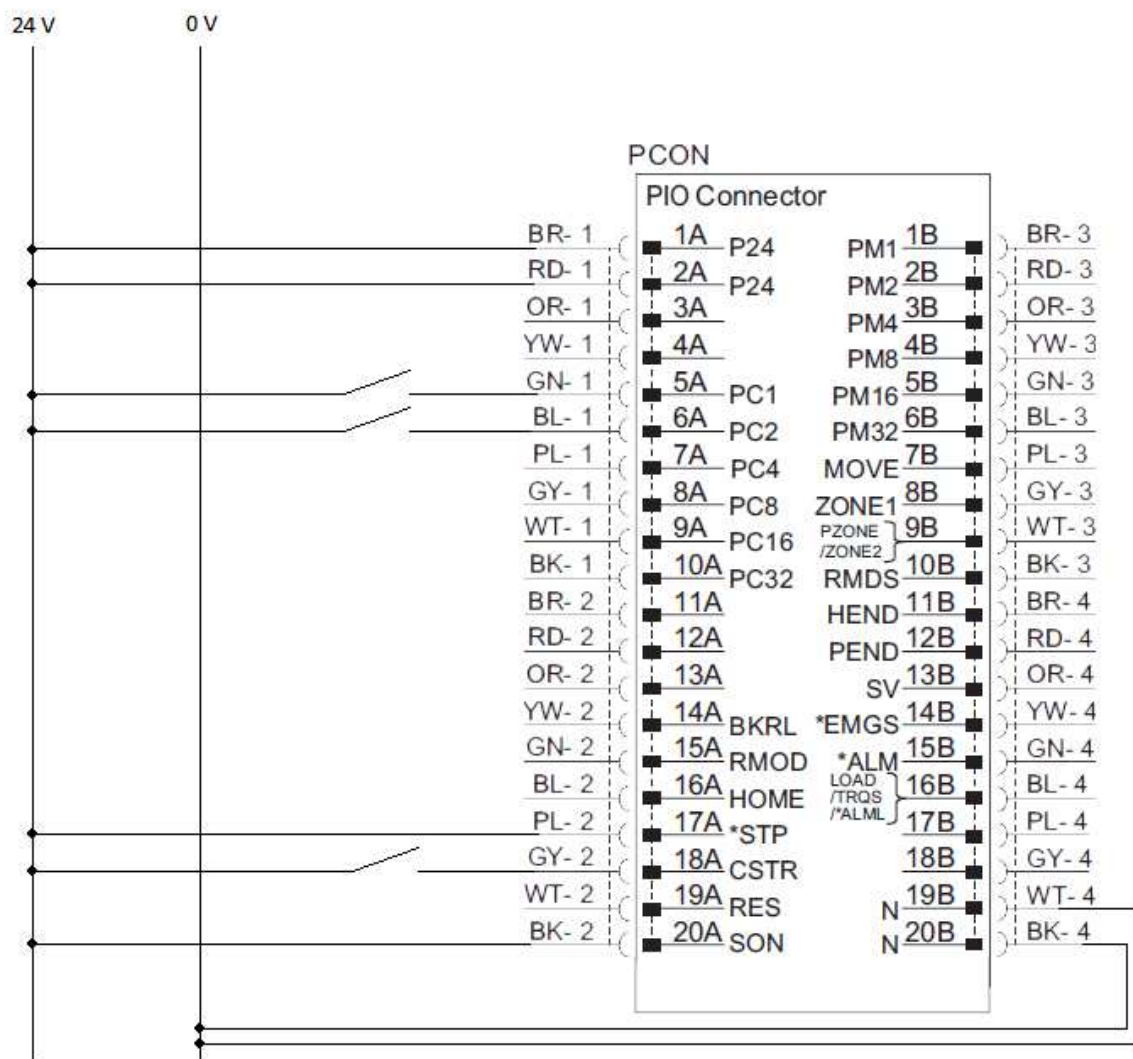 24 V 0 V
PCON
PIO Connector
BR- 1 1A P24 PM1 1B BR- 3
RD- 1 2A P24 PM2 2B RD- 3
OR- 1 3A PM4 3B OR- 3
YW- 1 4A PM8 4B YW- 3
GN- 1 5A PC1 PM16 5B GN- 3
BL- 1 6A PC2 PM32 6B BL- 3
PL- 1 7A PC4 MOVE 7B PL- 3
GY- 1 8A PC8 ZONE1 8B GY- 3
WT- 1 9A PC16 PZONE /ZONE2 9B WT- 3
BK- 1 10A PC32 RMDS 10B BK- 3
BR- 2 11A HEND 11B BR- 4
RD- 2 12A PEND 12B RD- 4
OR- 2 13A SV 13B OR- 4
YW- 2 14A BKRL *EMGS 14B YW- 4
GN- 2 15A RMOD *ALM 15B GN- 4
BL- 2 16A HOME LOAD /TRQS /*ALML 16B BL- 4
PL- 2 17A *STP 17B PL- 4
GY- 2 18A CSTR 18B GY- 4
WT- 2 19A RES N 19B WT- 4
BK- 2 20A SON N 20B BK- 4